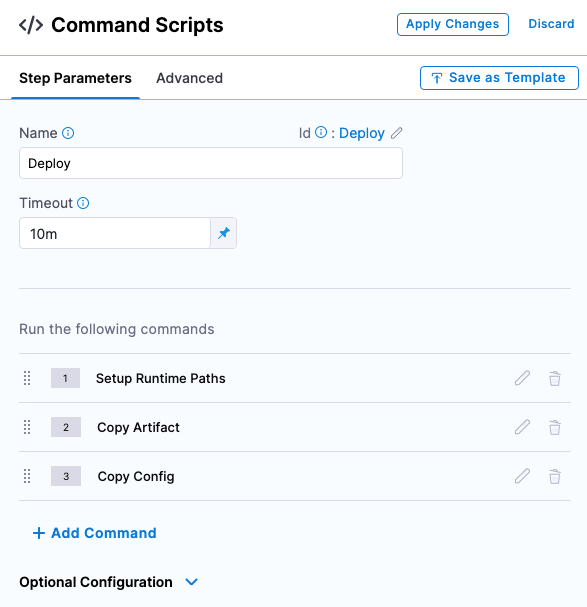 </> Command Scripts
Apply Changes
Discard
Step Parameters
Advanced
Save as Template
Name
Id : Deploy
Deploy
Timeout
10m
Run the following commands
1 Setup Runtime Paths
2 Copy Artifact
3 Copy Config
+ Add Command
Optional Configuration